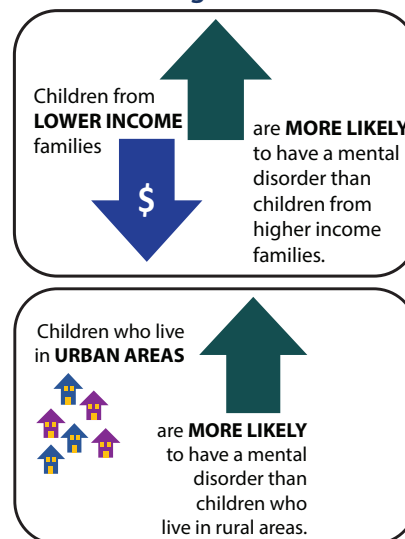 Children from
LOWER INCOME
families
$
are MORE LIKELY
to have a mental
disorder than
children from
higher income
families.
Children who live
in URBAN AREAS
are MORE LIKELY
to have a mental
disorder than
children who
live in rural areas.